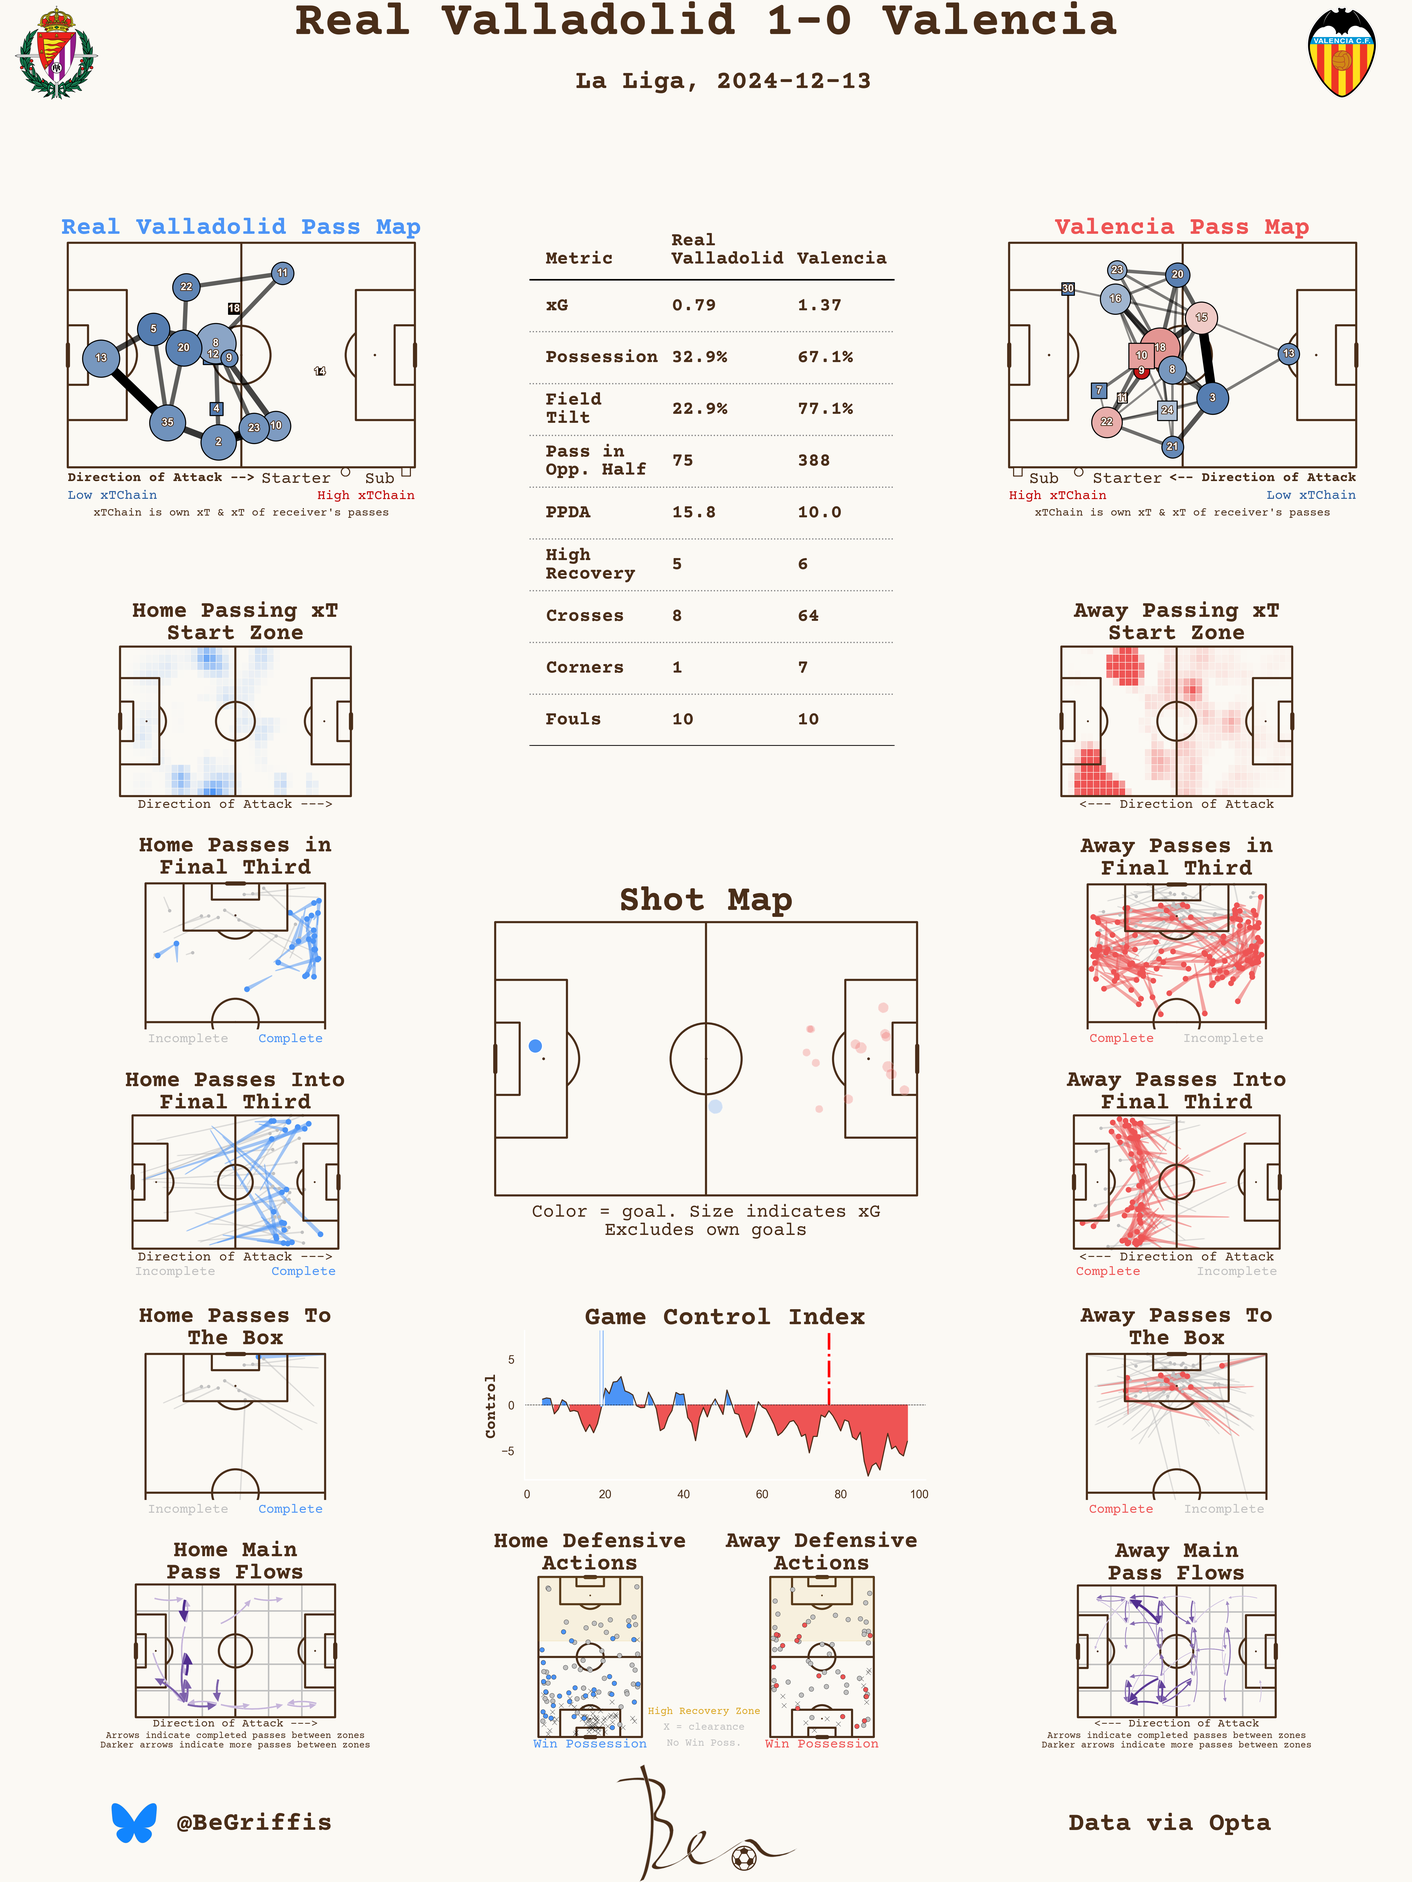 Real Valladolid 1-0 Valencia
La Liga, 2024-12-13
VALENCIA C.F.
Real Valladolid Pass Map
11
22
18
5
8
20
12
9
13
14
4
35
23
10
2
Direction of Attack --> Starter Sub
Low xTChain High xTChain
xTChain is own xT & xT of receiver's passes
Metric Real Valladolid Valencia
xG 0.79 1.37
Possession 32.9% 67.1%
Field Tilt 22.9% 77.1%
Pass in Opp. Half 75 388
PPDA 15.8 10.0
High Recovery 5 6
Crosses 8 64
Corners 1 7
Fouls 10 10
Valencia Pass Map
23
20
30
16
15
18
10
13
9
8
7
11
3
24
22
21
Sub Starter <-- Direction of Attack
High xTChain Low xTChain
xTChain is own xT & xT of receiver's passes
Home Passing xT
Start Zone
Direction of Attack --->
Away Passing xT
Start Zone
<--- Direction of Attack
Home Passes in
Final Third
Incomplete Complete
Away Passes in
Final Third
Complete Incomplete
Shot Map
Color = goal. Size indicates xG
Excludes own goals
Home Passes Into
Final Third
Direction of Attack --->
Incomplete Complete
Away Passes Into
Final Third
<--- Direction of Attack
Complete Incomplete
Home Passes To
The Box
Incomplete Complete
Game Control Index
Control
5
0
−5
0 20 40 60 80 100
Away Passes To
The Box
Complete Incomplete
Home Main
Pass Flows
Direction of Attack --->
Arrows indicate completed passes between zones
Darker arrows indicate more passes between zones
Home Defensive
Actions
Win Possession
Away Defensive
Actions
Win Possession
High Recovery Zone
X = clearance
No Win Poss.
Away Main
Pass Flows
<--- Direction of Attack
Arrows indicate completed passes between zones
Darker arrows indicate more passes between zones
@BeGriffis
Ben
Data via Opta